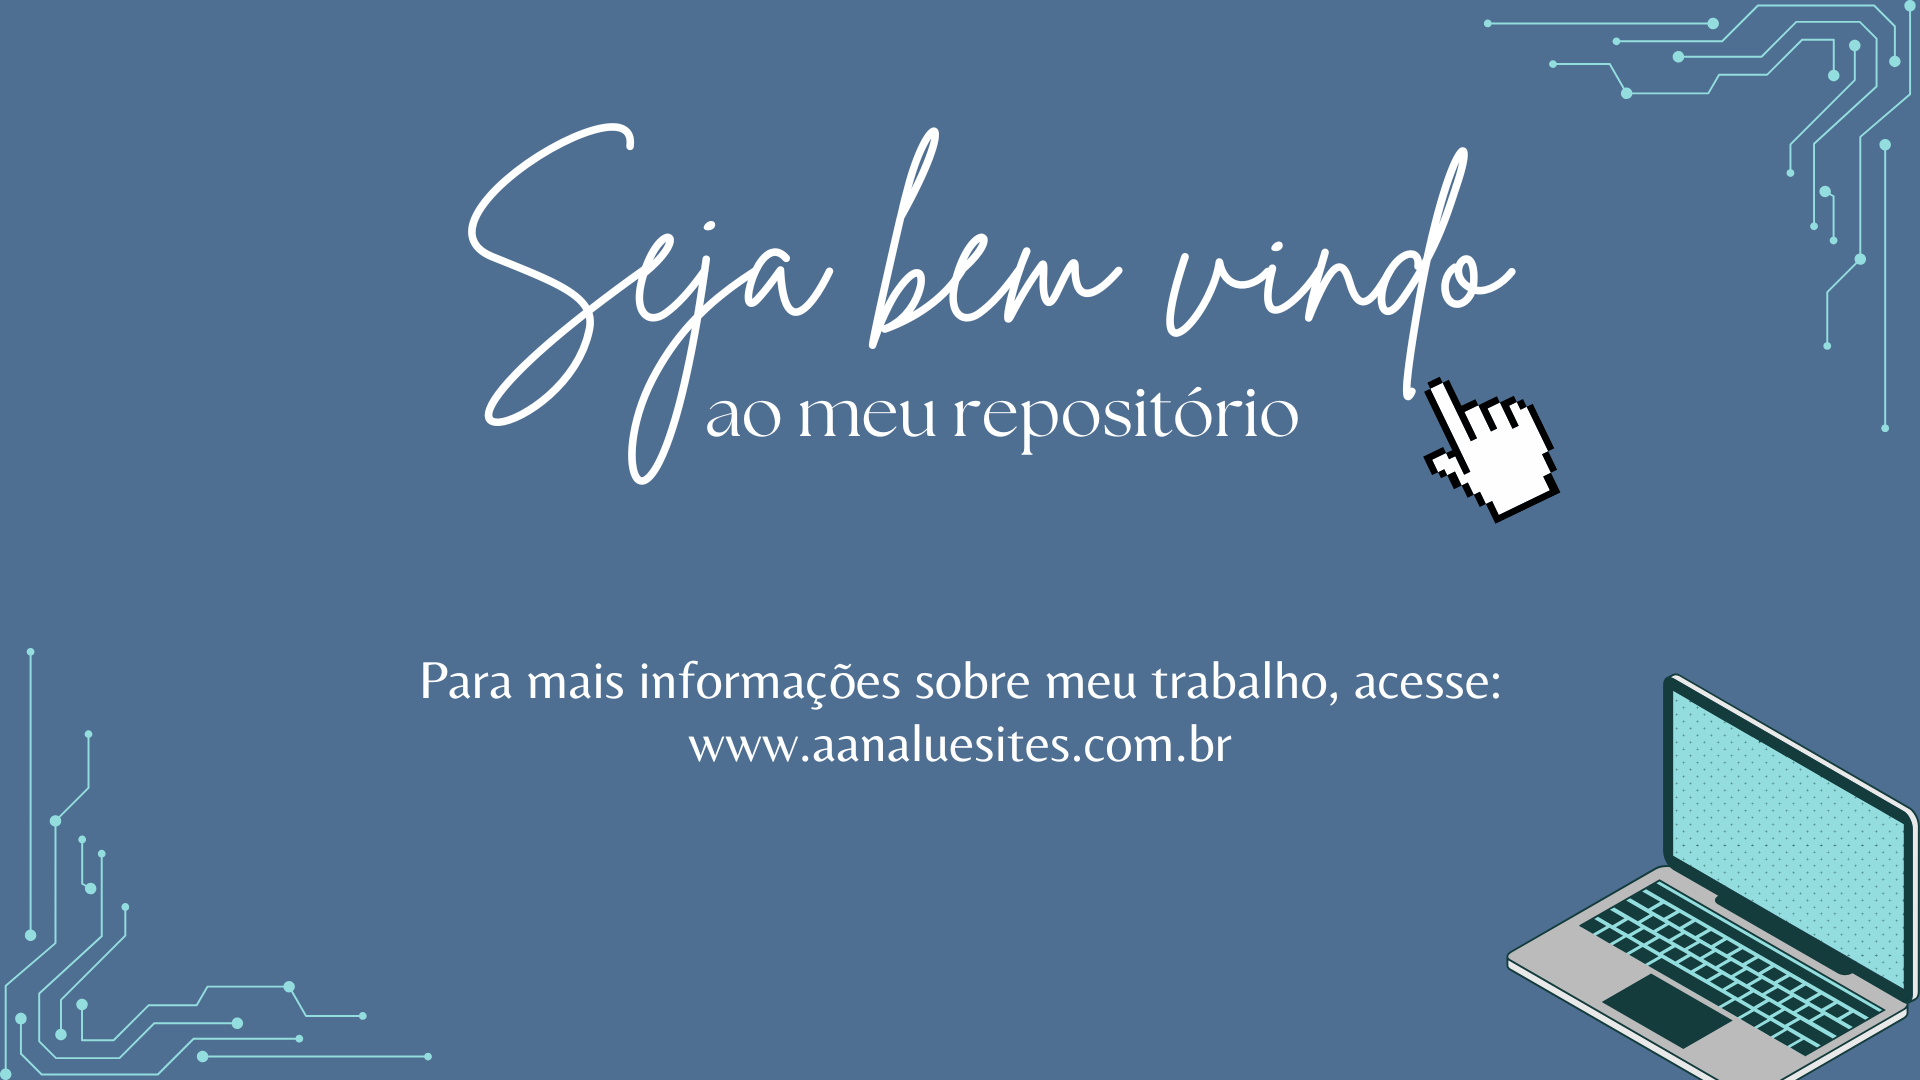 Seja bem vindo
ao meu repositório
Para mais informações sobre meu trabalho, acesse:
www.aanaluesites.com.br